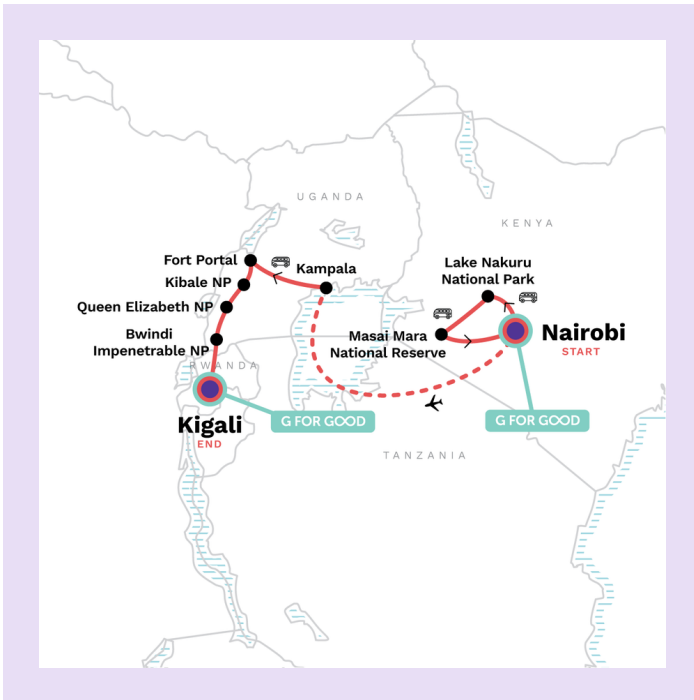 UGANDA
KENYA
Fort Portal
Kampala
Lake Nakuru
National Park
Kibale NP
Queen Elizabeth NP
Bwindi
Impenetrable NP
Masai Mara
National Reserve
Nairobi
START
RWANDA
Kigali
END
G FOR GOOD
G FOR GOOD
TANZANIA